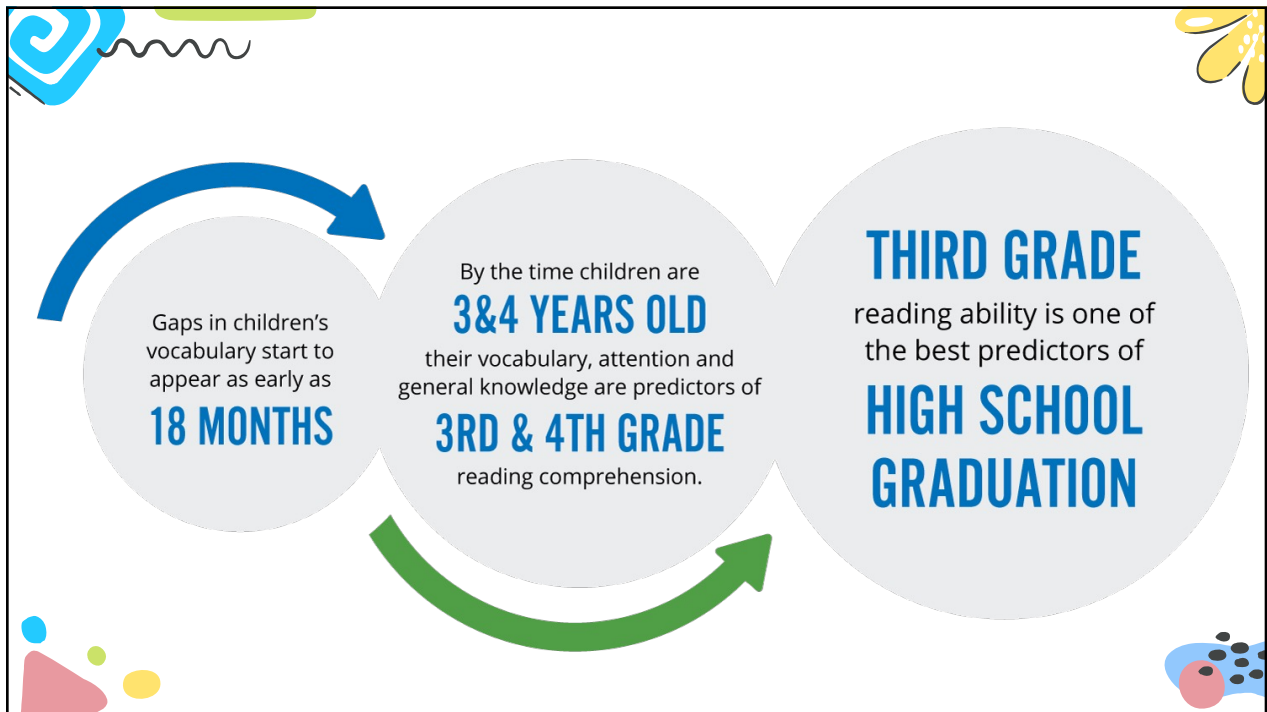 Gaps in children’s
vocabulary start to
appear as early as
18 MONTHS
By the time children are
3&4 YEARS OLD
their vocabulary, attention and
general knowledge are predictors of
3RD & 4TH GRADE
reading comprehension.
THIRD GRADE
reading ability is one of
the best predictors of
HIGH SCHOOL
GRADUATION